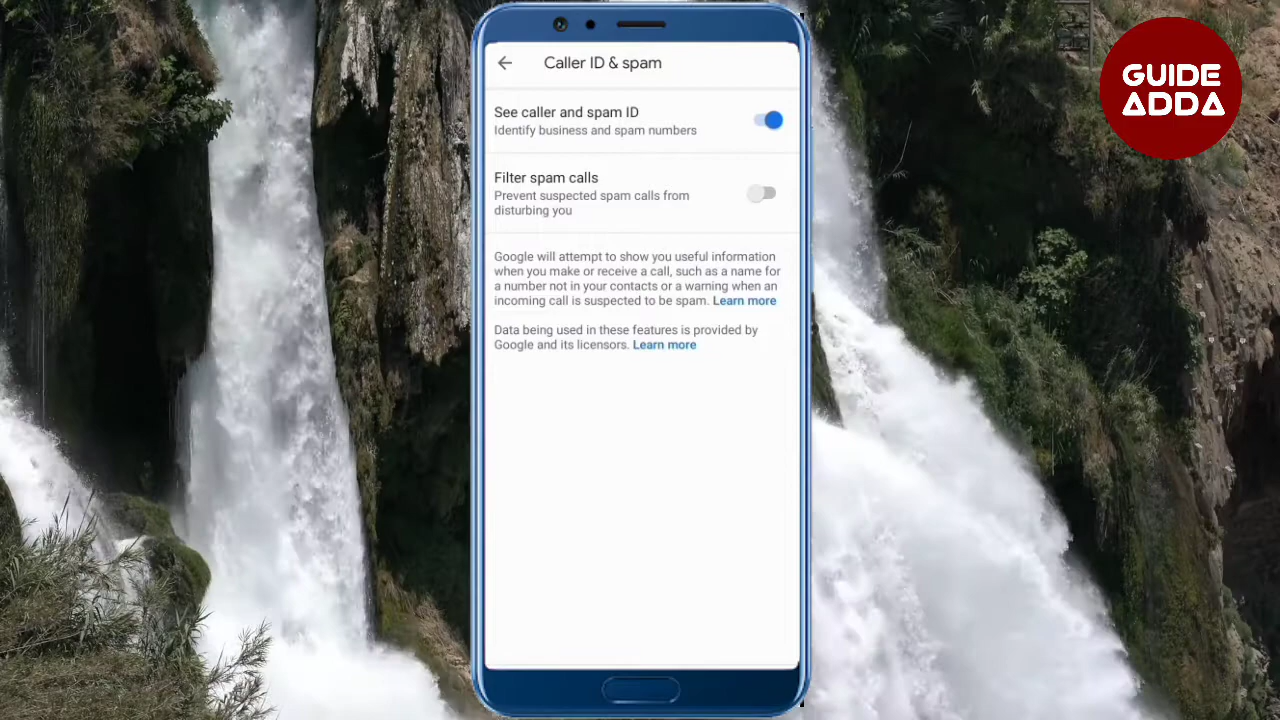 Caller ID & spam
See caller and spam ID
Identify business and spam numbers
Filter spam calls
Prevent suspected spam calls from
disturbing you
Google will attempt to show you useful information
when you make or receive a call, such as a name for
a number not in your contacts or a warning when an
incoming call is suspected to be spam. Learn more
Data being used in these features is provided by
Google and its licensors. Learn more
GUIDE
ADDA